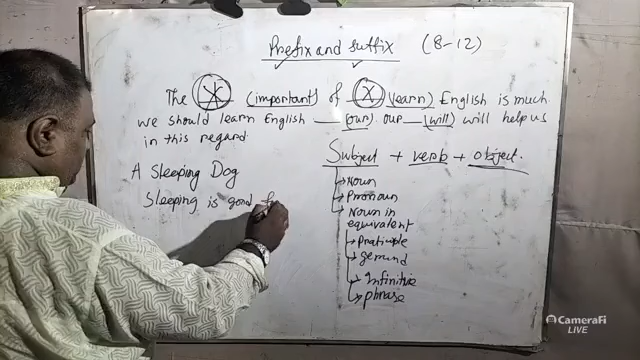 Prefix and suffix (8-12)
The X (important) of X (learn) English is much.
we should learn English ___ (our). our ___ (will) will help us
in this regard.
A Sleeping Dog
Sleeping is good f
Subject + verb + object.
Noun
Pronoun
Noun in
equivalent
gerund
Infinitive
phrase
CameraFi
LIVE